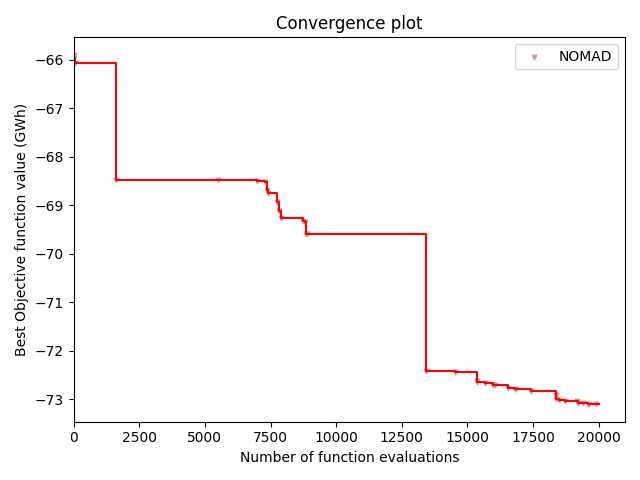 Convergence plot
NOMAD
Best Objective function value (GWh)
−66
−67
−68
−69
−70
−71
−72
−73
0 2500 5000 7500 10000 12500 15000 17500 20000
Number of function evaluations